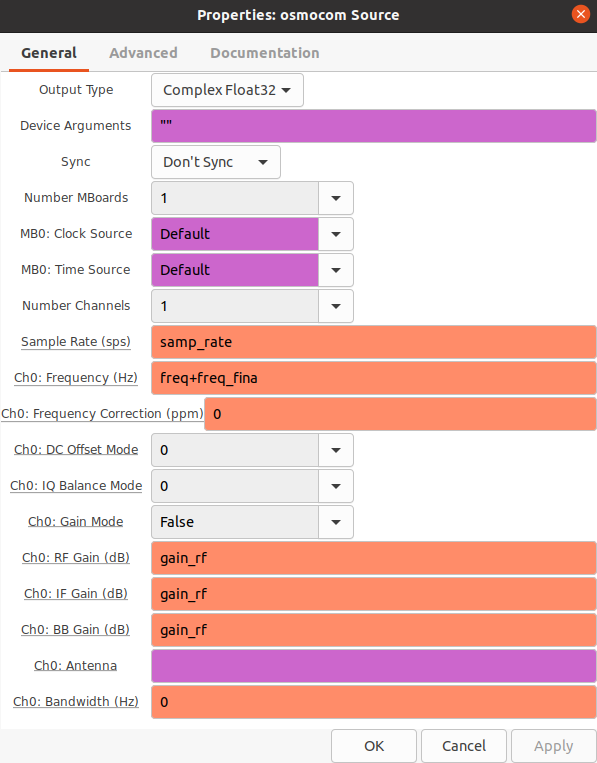 Properties: osmocom Source
General Advanced Documentation
Output Type Complex Float32
Device Arguments ""
Sync Don't Sync
Number MBoards 1
MB0: Clock Source Default
MB0: Time Source Default
Number Channels 1
Sample Rate (sps) samp_rate
Ch0: Frequency (Hz) freq+freq_fina
Ch0: Frequency Correction (ppm) 0
Ch0: DC Offset Mode 0
Ch0: IQ Balance Mode 0
Ch0: Gain Mode False
Ch0: RF Gain (dB) gain_rf
Ch0: IF Gain (dB) gain_rf
Ch0: BB Gain (dB) gain_rf
Ch0: Antenna
Ch0: Bandwidth (Hz) 0
OK Cancel Apply